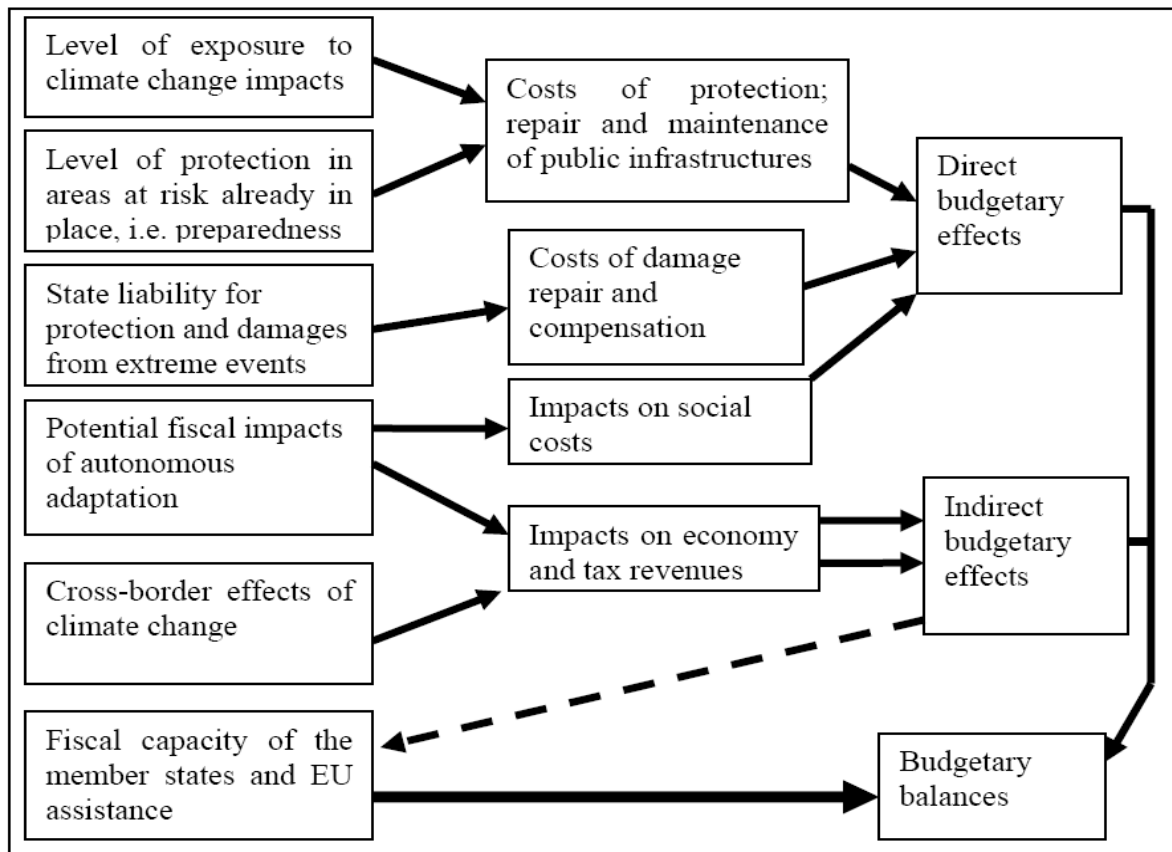 Level of exposure to
climate change impacts
Level of protection in
areas at risk already in
place, i.e. preparedness
State liability for
protection and damages
from extreme events
Potential fiscal impacts
of autonomous
adaptation
Cross-border effects of
climate change
Fiscal capacity of the
member states and EU
assistance
Costs of protection;
repair and maintenance
of public infrastructures
Costs of damage
repair and
compensation
Impacts on social
costs
Impacts on economy
and tax revenues
Direct
budgetary
effects
Indirect
budgetary
effects
Budgetary
balances